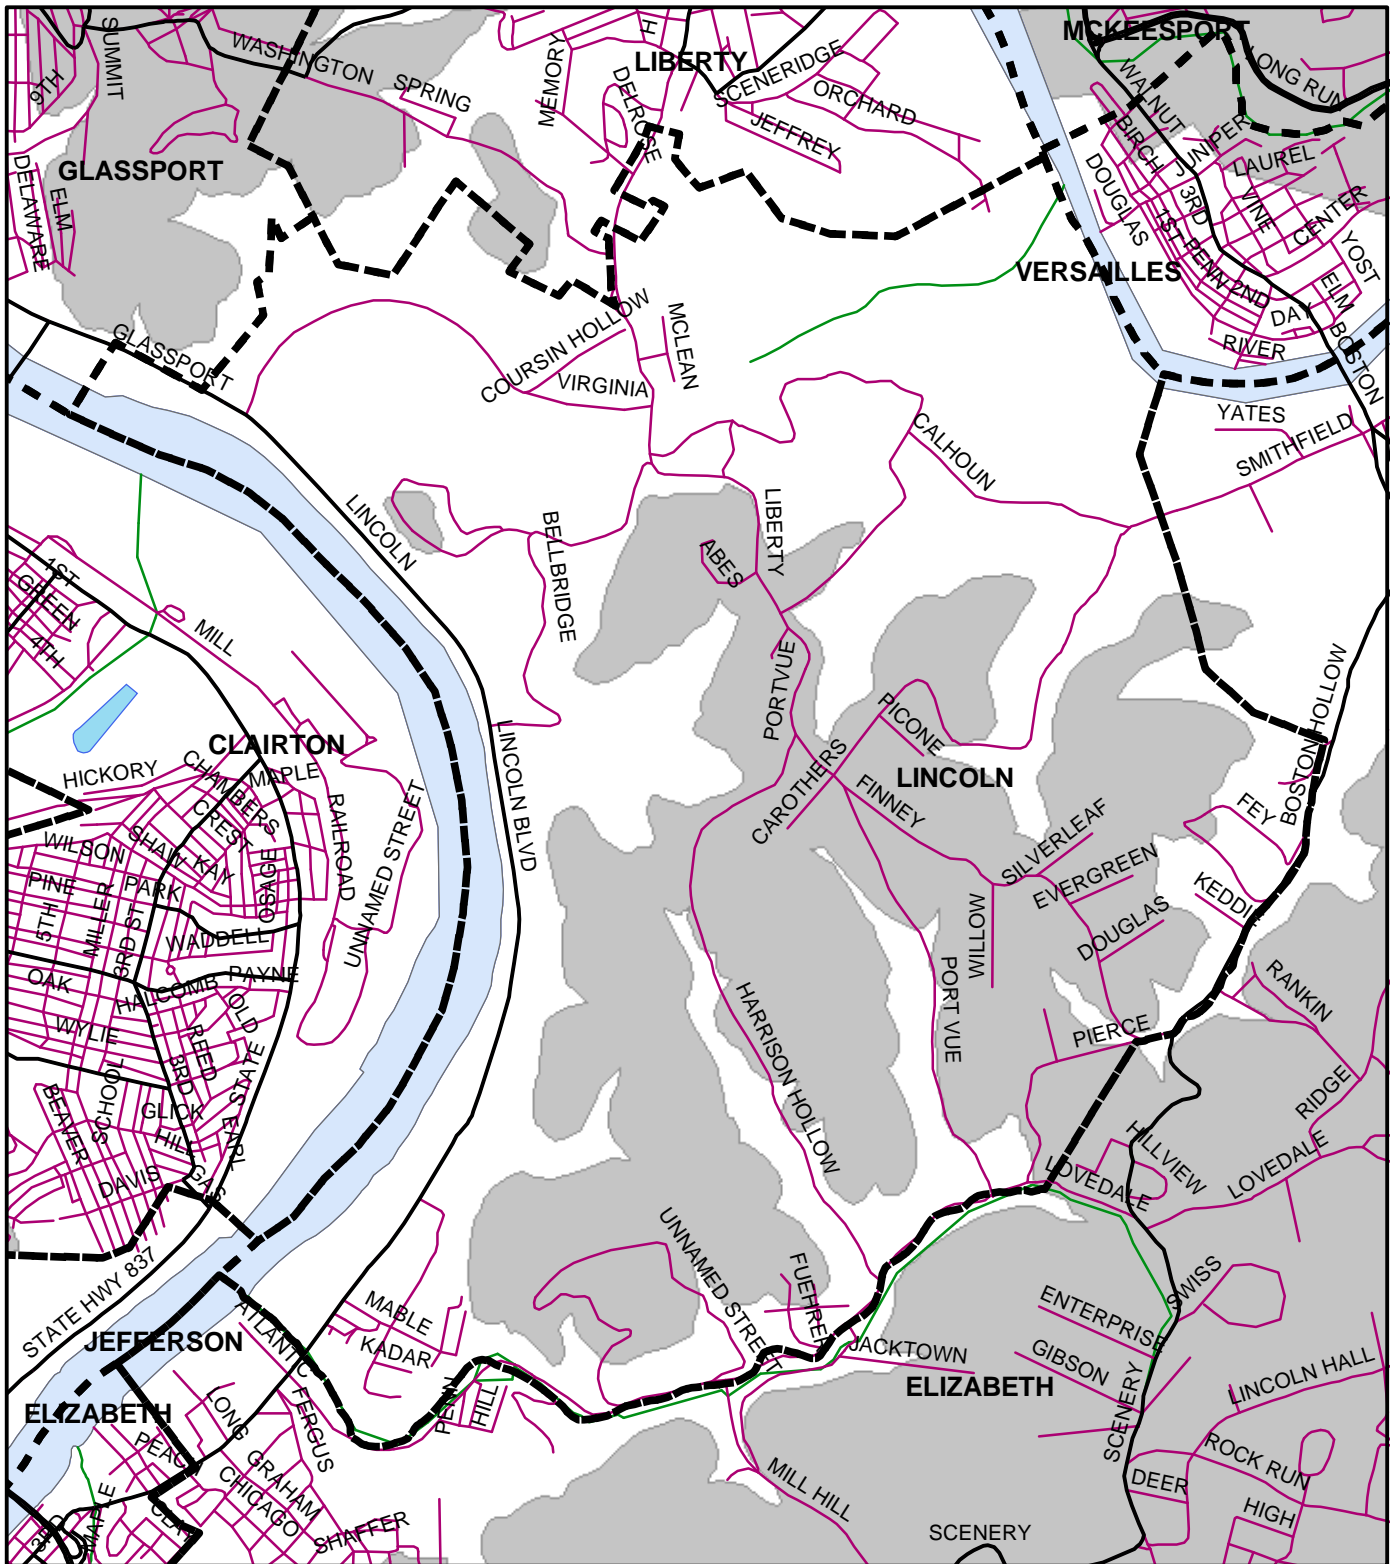 MCKEESPORT
SUMMIT
WASHINGTON
SPRING
MEMORY
H
LIBERTY
SCENERIDGE
ORCHARD
JEFFREY
DELROSE
WALNUT
LONG RUN
9TH
GLASSPORT
DELAWARE
ELM
BIRCH
JUNIPER
LAUREL
DOUGLAS
3RD
VINE
CENTER
1ST
PENN
2ND
YOST
ELM
VERSAILLES
DAY
RIVER
BOSTON
GLASSPORT
COURSIN HOLLOW
MCLEAN
VIRGINIA
YATES
SMITHFIELD
CALHOUN
LINCOLN
BELLBRIDGE
LIBERTY
ABES
1ST
GREEN
4TH
MILL
PORTVUE
PICONE
CAROTHERS
LINCOLN
FINNEY
BOSTON HOLLOW
FEY
KEDDIE
CLAIRTON
HICKORY
CHAMBERS
MAPLE
CREST
LINCOLN BLVD
RAILROAD
UNNAMED STREET
WILSON
SHAW
KAY
OSAGE
PINE
5TH
MILLER
PARK
3RD ST
WADDELL
SILVERLEAF
EVERGREEN
WILLOW
DOUGLAS
OAK
HALCOMB
PAYNE
OLD
WYLIE
REED
3RD
STATE
PORT VUE
HARRISON HOLLOW
PIERCE
RANKIN
RIDGE
BEAVER
SCHOOL
GLICK
HILL
EARL
GAS
DAVIS
HILLVIEW
LOVEDALE
LOVEDALE
STATE HWY 837
JEFFERSON
ATLANTIC
MABLE
KADAR
UNNAMED STREET
FUEHRER
JACKTOWN
ENTERPRISE
SWISS
GIBSON
ELIZABETH
LINCOLN HALL
ELIZABETH
LONG
FERGUS
PENN
HILL
SCENERY
PEACH
GRAHAM
CHICAGO
ROCK RUN
DEER
MILL HILL
HIGH
3RD
MAPLE
CLAY
SHAFFER
SCENERY